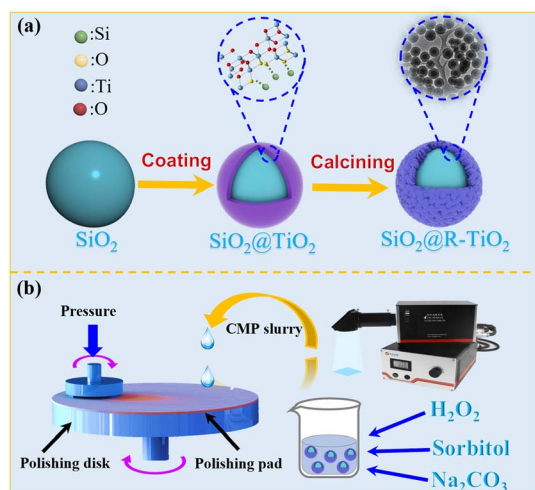 (a)
:Si
:O
:Ti
:O
Coating
Calcining
SiO₂
SiO₂@TiO₂
SiO₂@R-TiO₂
(b)
Pressure
CMP slurry
Polishing disk
Polishing pad
H₂O₂
Sorbitol
Na₂CO₃